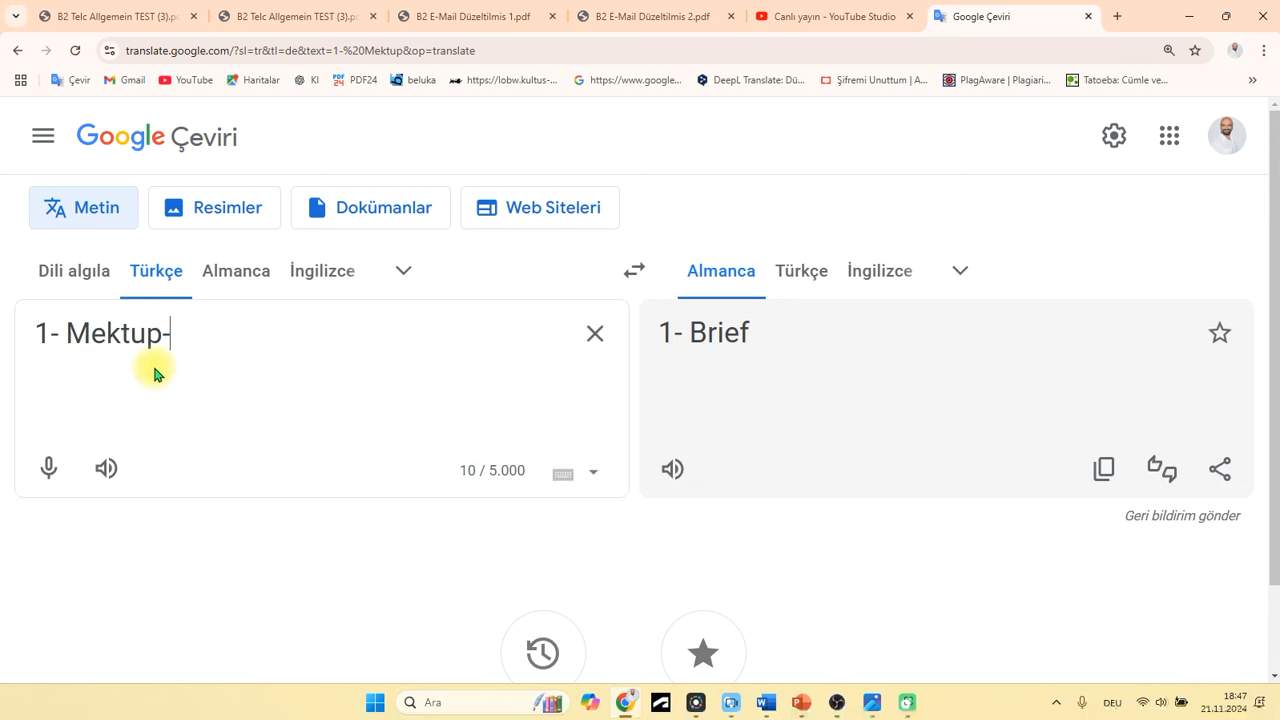 B2 Telc Allgemein TEST (3).pc
B2 Telc Allgemein TEST (3).pc
B2 E-Mail Düzeltilmis 1.pdf
B2 E-Mail Düzeltilmis 2.pdf
Canlı yayın - YouTube Studio
Google Çeviri
translate.google.com/?sl=tr&tl=de&text=1-%20Mektup&op=translate
Çevir
Gmail
YouTube
Haritalar
KI
PDF24
beluka
https://lobw.kultus-...
https://www.google...
DeepL Translate: Dü...
Şifremi Unuttum | A...
PlagAware | Plagiari...
Tatoeba: Cümle ve...
Google Çeviri
Metin
Resimler
Dokümanlar
Web Siteleri
Dili algıla
Türkçe
Almanca
İngilizce
Almanca
Türkçe
İngilizce
1- Mektup-
1- Brief
10 / 5.000
Geri bildirim gönder
Ara
DEU
18:47
21.11.2024